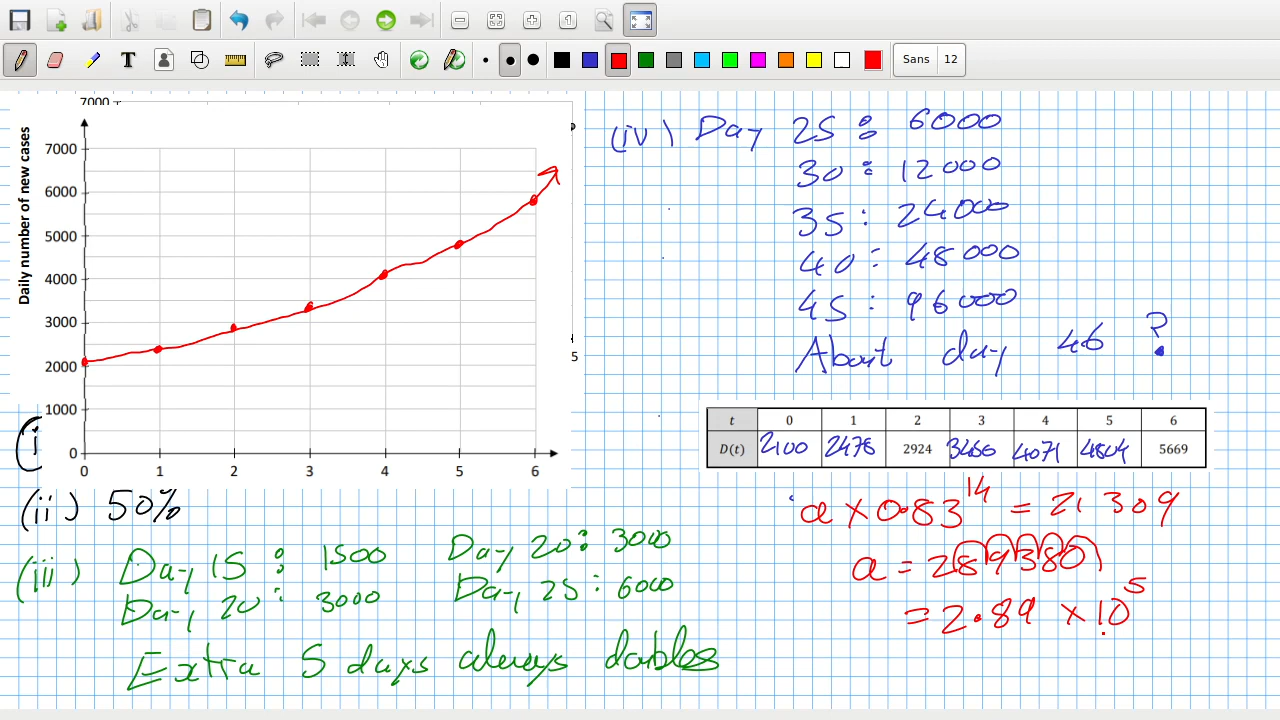 Sans 12
7000
Daily number of new cases
7000
6000
5000
4000
3000
2000
1000
0
0 1 2 3 4 5 6
5
(i
(ii) 50%
(iii) Day 15 : 1500 Day 20 : 3000
Day 20 : 3000 Day 25 : 6000
Extra 5 days always doubles
(iv) Day 25 : 6000
30 : 12000
35 : 24000
40 : 48000
45 : 96000
About day 46 ?
t 0 1 2 3 4 5 6
D(t) 2100 2478 2924 4071 4804 5669
a × 0.83^14 = 21 309
a = 289380
= 2.89 × 10^5